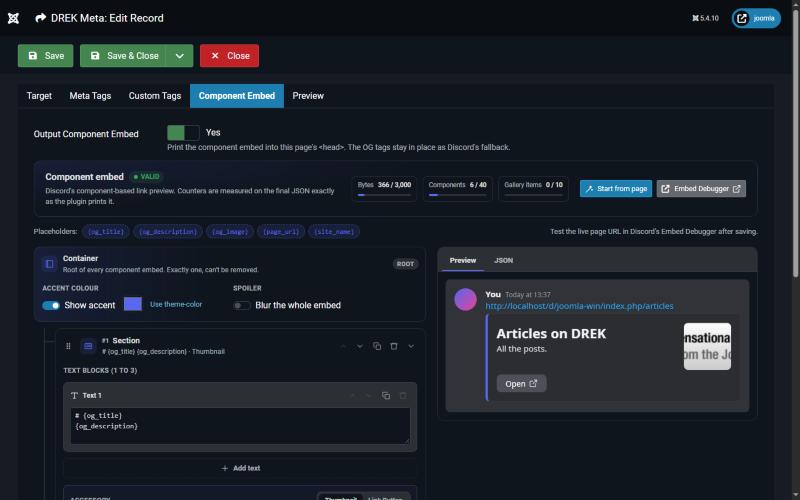 DREK Meta: Edit Record
5.4.10
joomla
Save
Save & Close
Close
Target
Meta Tags
Custom Tags
Component Embed
Preview
Output Component Embed
Yes
Print the component embed into this page's <head>. The OG tags stay in place as Discord's fallback.
Component embed
VALID
Discord's component-based link preview. Counters are measured on the final JSON exactly
as the plugin prints it.
Bytes 366 / 3,000
Components 6 / 40
Gallery items 0 / 10
Start from page
Embed Debugger
Placeholders: {og_title} {og_description} {og_image} {page_url} {site_name}
Test the live page URL in Discord's Embed Debugger after saving.
Container
Root of every component embed. Exactly one, can't be removed.
ROOT
ACCENT COLOUR
SPOILER
Show accent
Use theme-color
Blur the whole embed
#1 Section
# {og_title} {og_description} · Thumbnail
TEXT BLOCKS (1 TO 3)
Text 1
# {og_title}
{og_description}
+ Add text
ACCESSORY
Thumbnail
Link Button
Preview
JSON
You Today at 13:37
http://localhost/d/joomla-win/index.php/articles
Articles on DREK
All the posts.
Open